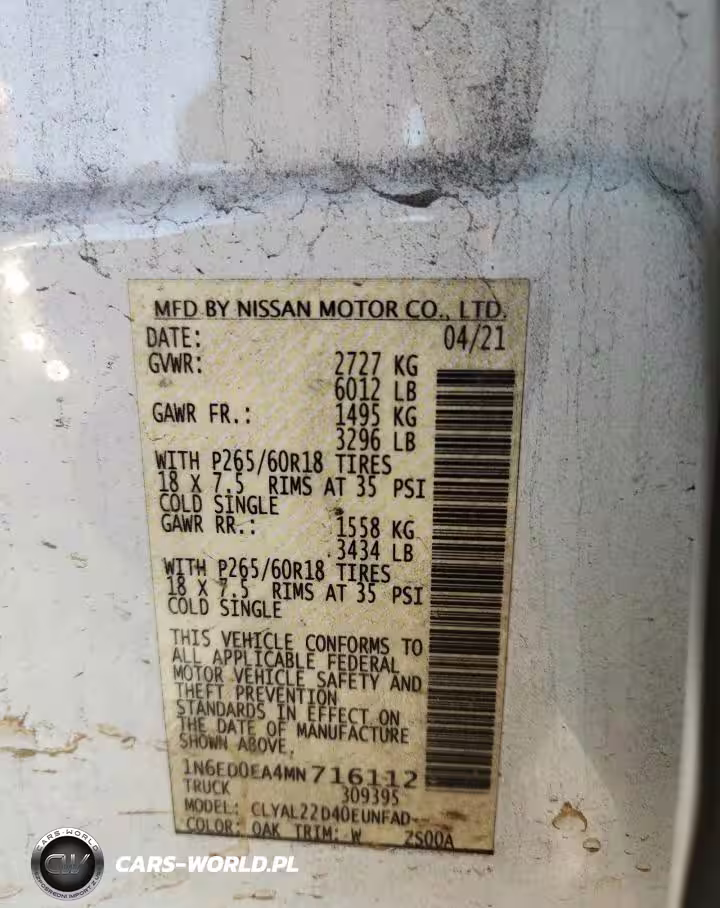 MFD BY NISSAN MOTOR CO., LTD.
DATE: 04/21
GVWR: 2727 KG
6012 LB
GAWR FR.: 1495 KG
3296 LB
WITH P265/60R18 TIRES
18 X 7.5 RIMS AT 35 PSI
COLD SINGLE
GAWR RR.: 1558 KG
3434 LB
WITH P265/60R18 TIRES
18 X 7.5 RIMS AT 35 PSI
COLD SINGLE
THIS VEHICLE CONFORMS TO
ALL APPLICABLE FEDERAL
MOTOR VEHICLE SAFETY AND
THEFT PREVENTION
STANDARDS IN EFFECT ON
THE DATE OF MANUFACTURE
SHOWN ABOVE.
1N6ED0EA4MN716112
TRUCK 309395
MODEL: CLYAL22D40EUNFAD--
COLOR: QAK TRIM: W ZS00A
CARS-WORLD
CW
CARS-WORLD.PL